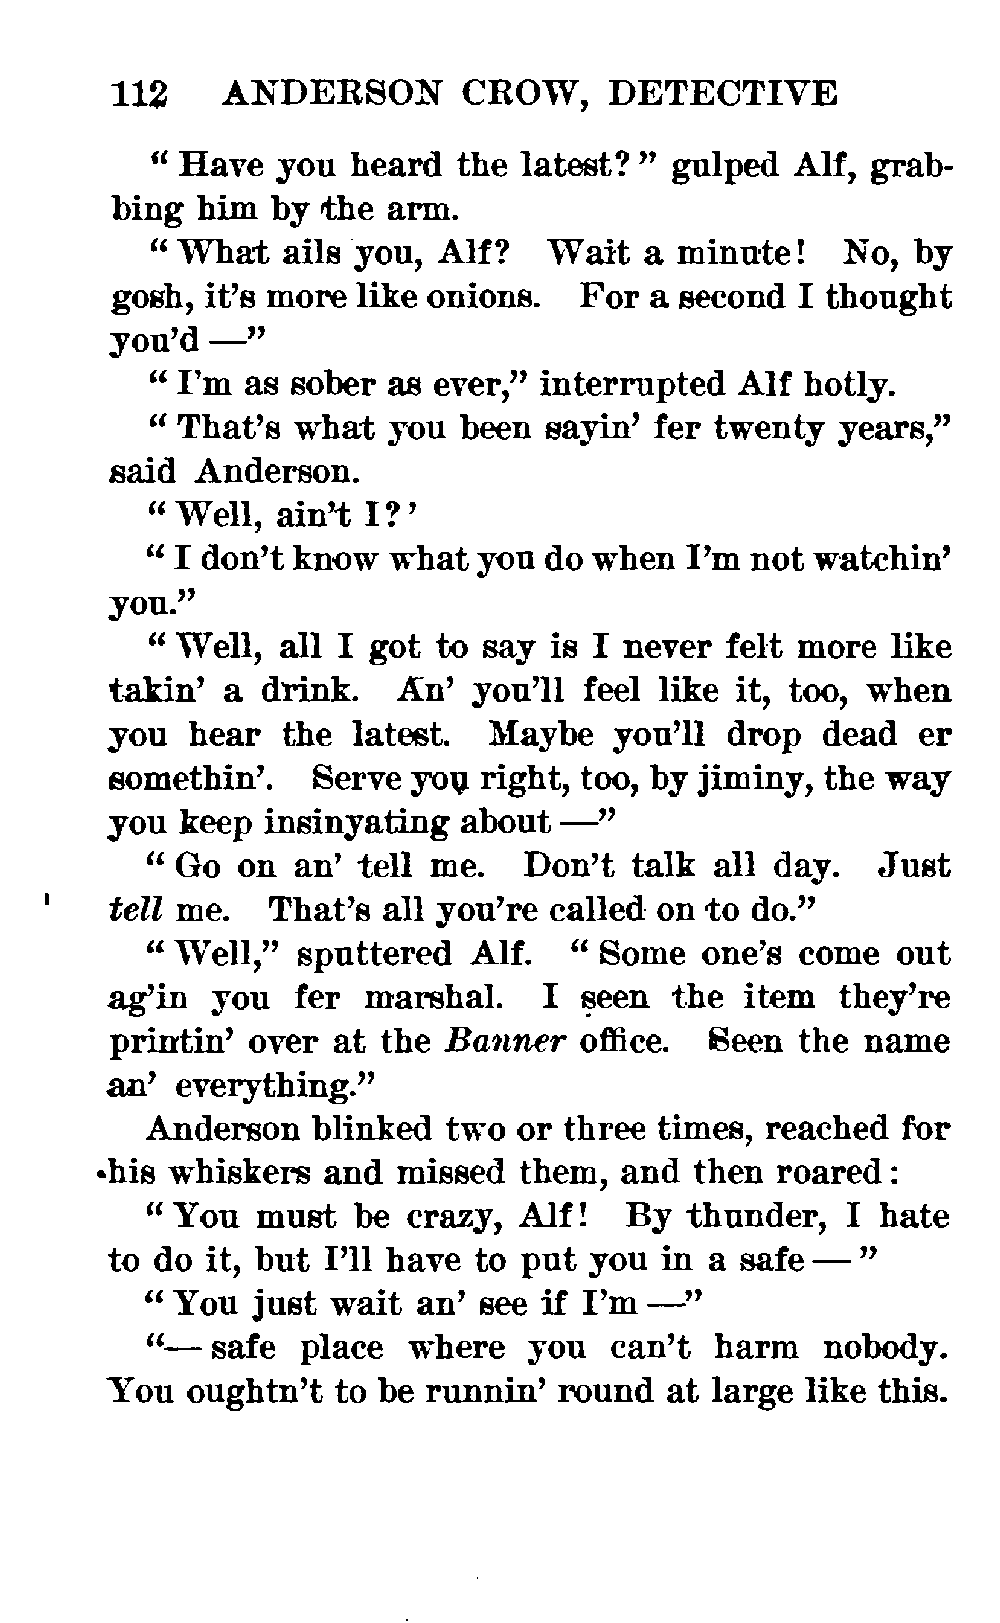 112 ANDERSON CROW, DETECTIVE
“ Have you heard the latest? ” gulped Alf, grab-
bing him by the arm.
“ What ails you, Alf? Wait a minute! No, by
gosh, it’s more like onions. For a second I thought
you’d —”
“ I’m as sober as ever,” interrupted Alf hotly.
“ That’s what you been sayin’ fer twenty years,”
said Anderson.
“ Well, ain’t I? ’
“ I don’t know what you do when I’m not watchin’
you.”
“ Well, all I got to say is I never felt more like
takin’ a drink. An’ you’ll feel like it, too, when
you hear the latest. Maybe you’ll drop dead er
somethin’. Serve you right, too, by jiminy, the way
you keep insinyating about —”
“ Go on an’ tell me. Don’t talk all day. Just
tell me. That’s all you’re called on to do.”
“ Well,” sputtered Alf. “ Some one’s come out
ag’in you fer marshal. I seen the item they’re
printin’ over at the Banner office. Seen the name
an’ everything.”
Anderson blinked two or three times, reached for
his whiskers and missed them, and then roared :
“ You must be crazy, Alf! By thunder, I hate
to do it, but I’ll have to put you in a safe — ”
“ You just wait an’ see if I’m —”
“— safe place where you can’t harm nobody.
You oughtn’t to be runnin’ round at large like this.